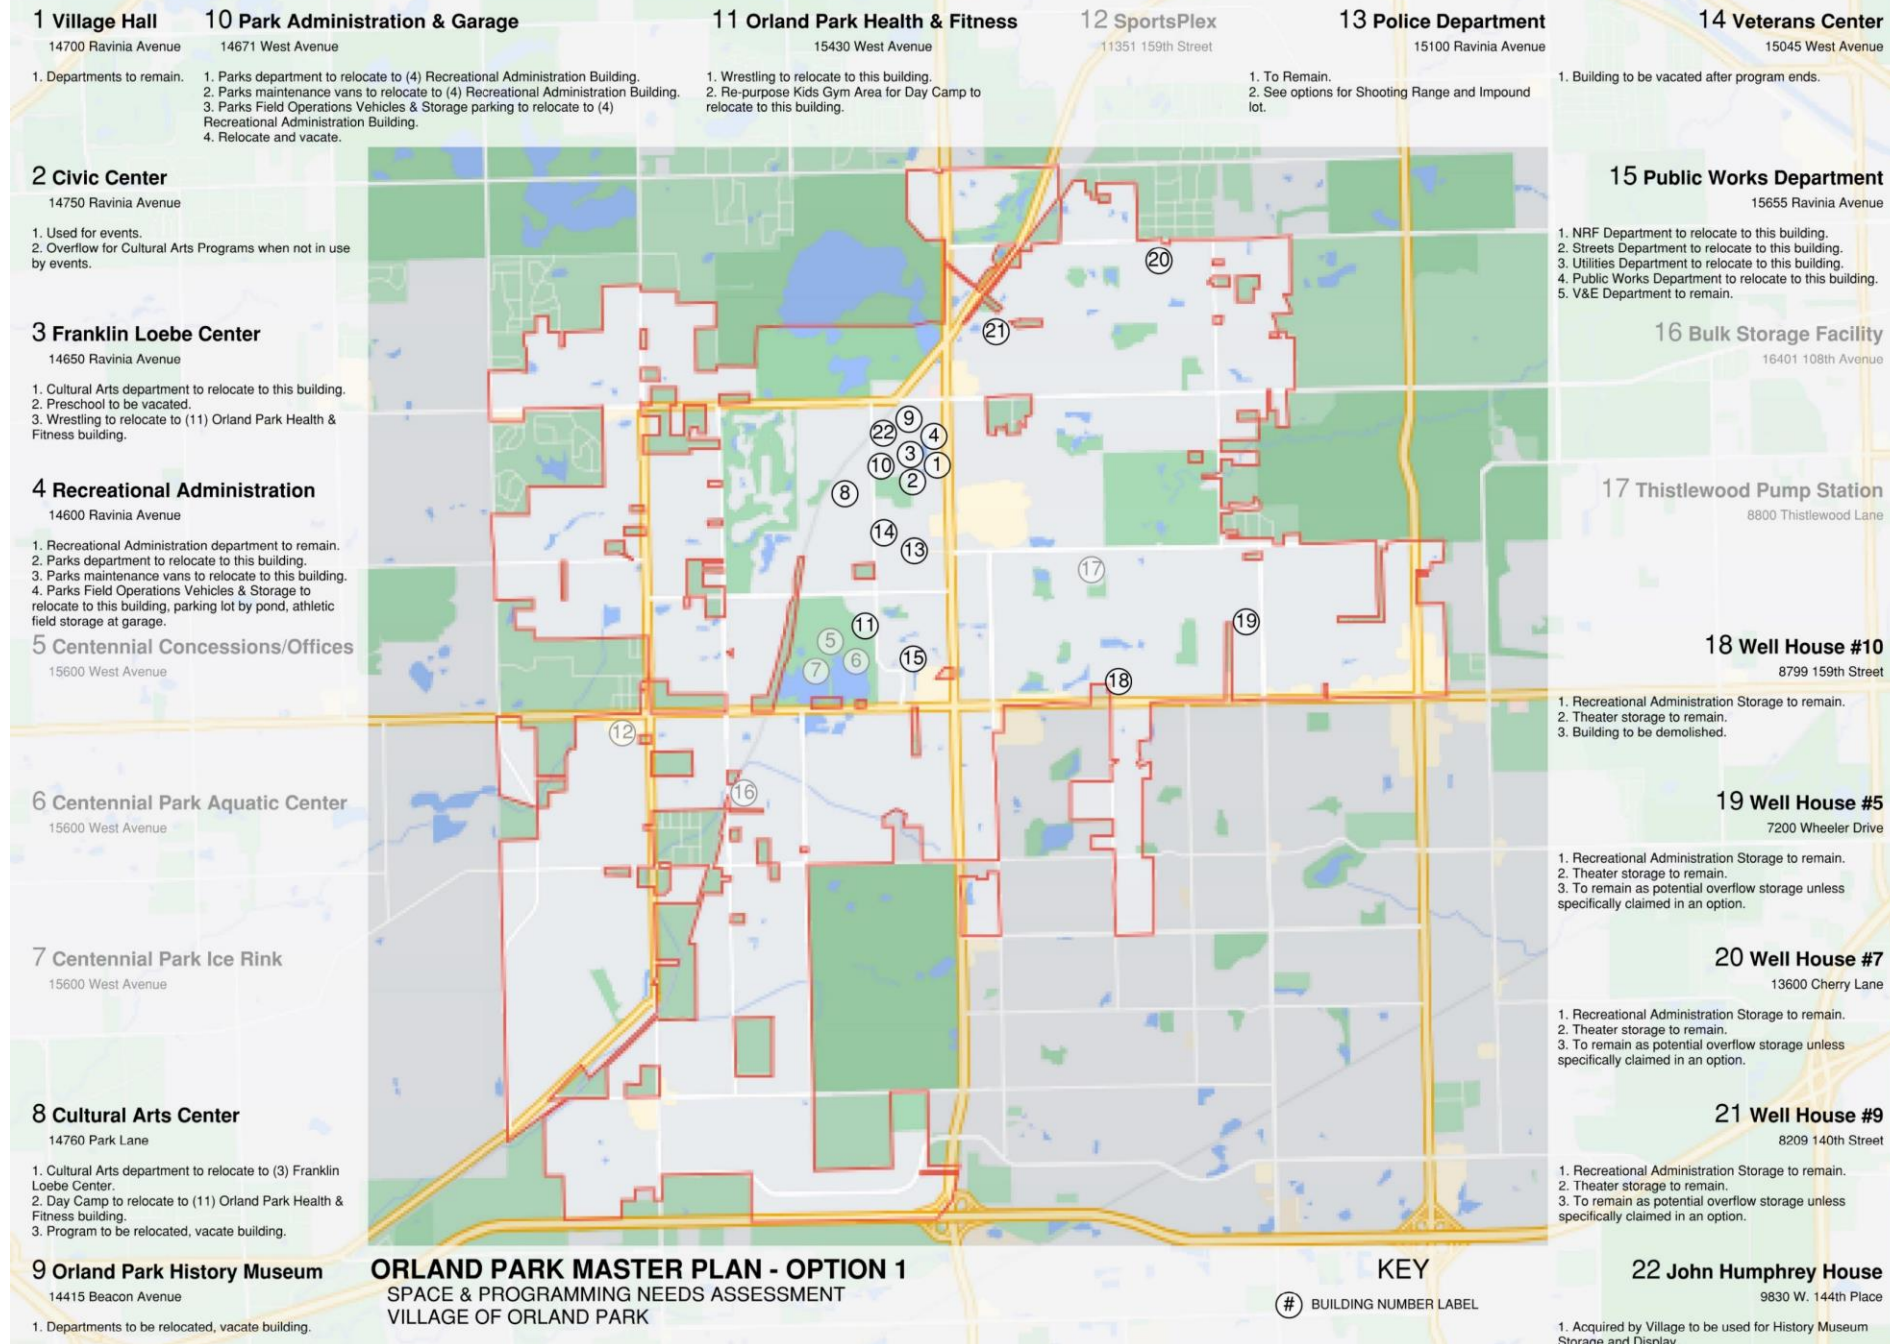 1 Village Hall
14700 Ravinia Avenue
1. Departments to remain.
10 Park Administration & Garage
14671 West Avenue
1. Parks department to relocate to (4) Recreational Administration Building.
2. Parks maintenance vans to relocate to (4) Recreational Administration Building.
3. Parks Field Operations Vehicles & Storage parking to relocate to (4)
Recreational Administration Building.
4. Relocate and vacate.
11 Orland Park Health & Fitness
15430 West Avenue
1. Wrestling to relocate to this building.
2. Re-purpose Kids Gym Area for Day Camp to
relocate to this building.
12 SportsPlex
11351 159th Street
13 Police Department
15100 Ravinia Avenue
1. To Remain.
2. See options for Shooting Range and Impound
lot.
14 Veterans Center
15045 West Avenue
1. Building to be vacated after program ends.
2 Civic Center
14750 Ravinia Avenue
1. Used for events.
2. Overflow for Cultural Arts Programs when not in use
by events.
3 Franklin Loebe Center
14650 Ravinia Avenue
1. Cultural Arts department to relocate to this building.
2. Preschool to be vacated.
3. Wrestling to relocate to (11) Orland Park Health &
Fitness building.
4 Recreational Administration
14600 Ravinia Avenue
1. Recreational Administration department to remain.
2. Parks department to relocate to this building.
3. Parks maintenance vans to relocate to this building.
4. Parks Field Operations Vehicles & Storage to
relocate to this building, parking lot by pond, athletic
field storage at garage.
5 Centennial Concessions/Offices
15600 West Avenue
6 Centennial Park Aquatic Center
15600 West Avenue
7 Centennial Park Ice Rink
15600 West Avenue
8 Cultural Arts Center
14760 Park Lane
1. Cultural Arts department to relocate to (3) Franklin
Loebe Center.
2. Day Camp to relocate to (11) Orland Park Health &
Fitness building.
3. Program to be relocated, vacate building.
9 Orland Park History Museum
14415 Beacon Avenue
1. Departments to be relocated, vacate building.
20
21
9
22
4
3
10
1
2
8
14
13
17
19
11
5
6
7
15
18
12
16
15 Public Works Department
15655 Ravinia Avenue
1. NRF Department to relocate to this building.
2. Streets Department to relocate to this building.
3. Utilities Department to relocate to this building.
4. Public Works Department to relocate to this building.
5. V&E Department to remain.
16 Bulk Storage Facility
16401 108th Avenue
17 Thistlewood Pump Station
8800 Thistlewood Lane
18 Well House #10
8799 159th Street
1. Recreational Administration Storage to remain.
2. Theater storage to remain.
3. Building to be demolished.
19 Well House #5
7200 Wheeler Drive
1. Recreational Administration Storage to remain.
2. Theater storage to remain.
3. To remain as potential overflow storage unless
specifically claimed in an option.
20 Well House #7
13600 Cherry Lane
1. Recreational Administration Storage to remain.
2. Theater storage to remain.
3. To remain as potential overflow storage unless
specifically claimed in an option.
21 Well House #9
8209 140th Street
1. Recreational Administration Storage to remain.
2. Theater storage to remain.
3. To remain as potential overflow storage unless
specifically claimed in an option.
22 John Humphrey House
9830 W. 144th Place
1. Acquired by Village to be used for History Museum
Storage and Display
ORLAND PARK MASTER PLAN - OPTION 1
SPACE & PROGRAMMING NEEDS ASSESSMENT
VILLAGE OF ORLAND PARK
KEY
# BUILDING NUMBER LABEL